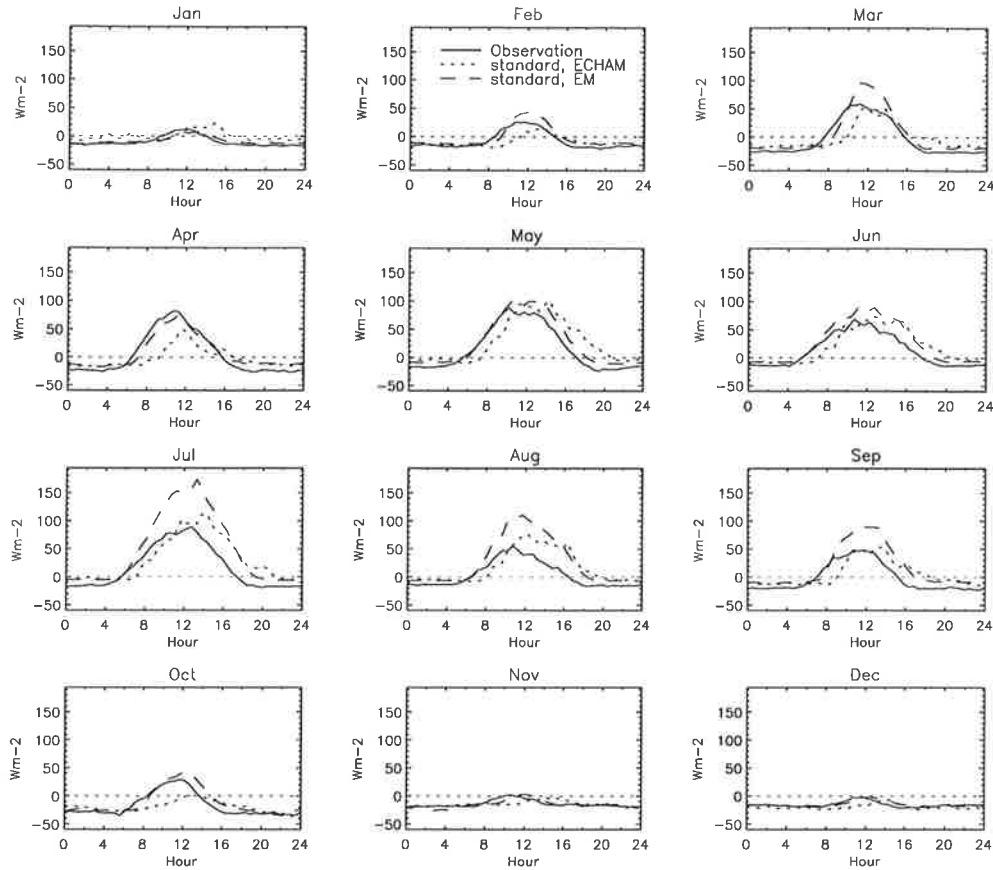 Jan
Wm-2
150
100
50
0
-50
0 4 8 12 16 20 24
Hour
Feb
Observation
standard, ECHAM
standard, EM
Wm-2
150
100
50
0
-50
0 4 8 12 16 20 24
Hour
Mar
Wm-2
150
100
50
0
-50
0 4 8 12 16 20 24
Hour
Apr
Wm-2
150
100
50
0
-50
0 4 8 12 16 20 24
Hour
May
Wm-2
150
100
50
0
-50
0 4 8 12 16 20 24
Hour
Jun
Wm-2
150
100
50
0
-50
0 4 8 12 16 20 24
Hour
Jul
Wm-2
150
100
50
0
-50
0 4 8 12 16 20 24
Hour
Aug
Wm-2
150
100
50
0
-50
0 4 8 12 16 20 24
Hour
Sep
Wm-2
150
100
50
0
-50
0 4 8 12 16 20 24
Hour
Oct
Wm-2
150
100
50
0
-50
0 4 8 12 16 20 24
Hour
Nov
Wm-2
150
100
50
0
-50
0 4 8 12 16 20 24
Hour
Dec
Wm-2
150
100
50
0
-50
0 4 8 12 16 20 24
Hour